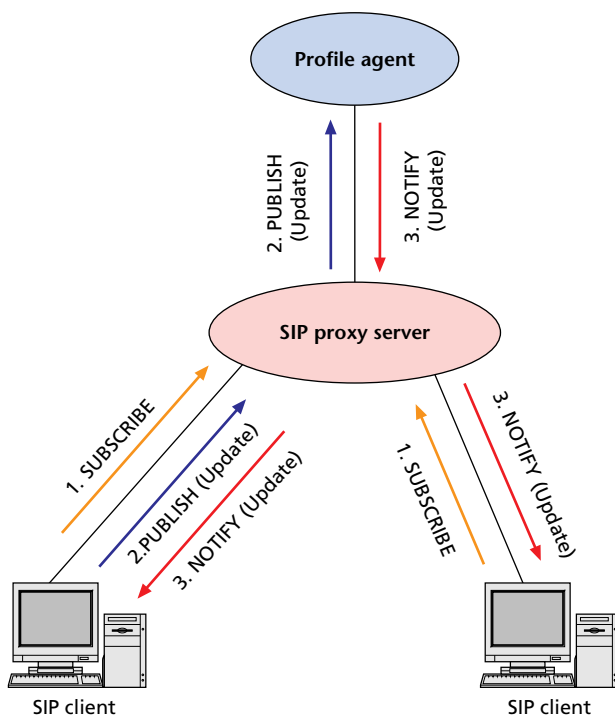 Profile agent
2. PUBLISH
(Update)
3. NOTIFY
(Update)
SIP proxy server
1. SUBSCRIBE
2.PUBLISH (Update)
3. NOTIFY (Update)
1. SUBSCRIBE
3. NOTIFY (Update)
SIP client
SIP client